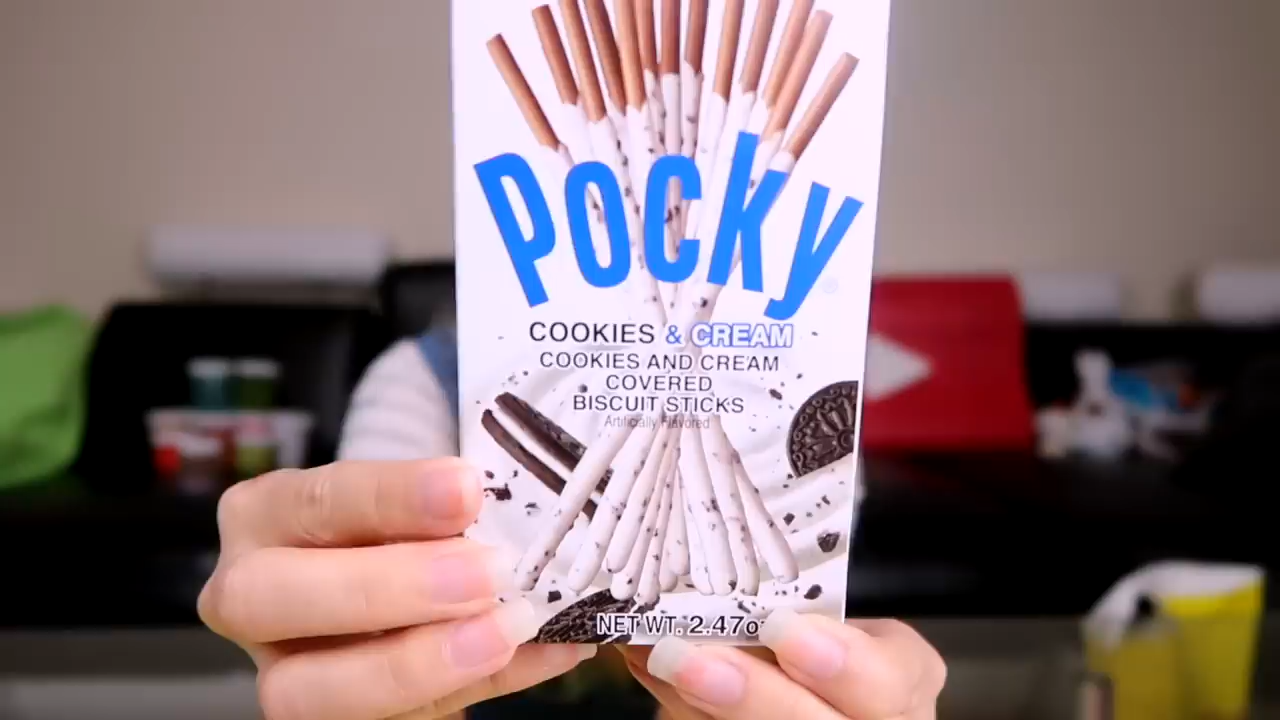 Pocky
COOKIES & CREAM
COOKIES AND CREAM
COVERED
BISCUIT STICKS
Artificially Flavored
NET WT. 2.47o